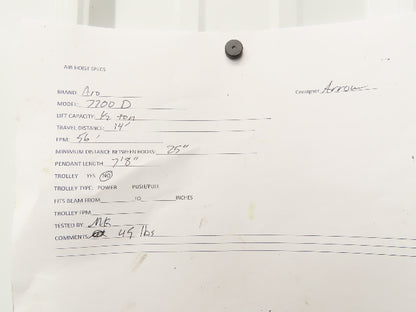 AIR HOIST SPECS
BRAND: Aro
Consignor: Arrow
MODEL: 7700 D
LIFT CAPACITY: 1/2 ton
TRAVEL DISTANCE: 14'
FPM: 56'
MINIMUM DISTANCE BETWEEN HOOKS: 25"
PENDANT LENGTH 7'8"
TROLLEY YES NO
TROLLEY TYPE: POWER PUSH/PULL
FITS BEAM FROM TO INCHES
TROLLEY FPM
TESTED BY: MK
COMMENTS 49 lbs